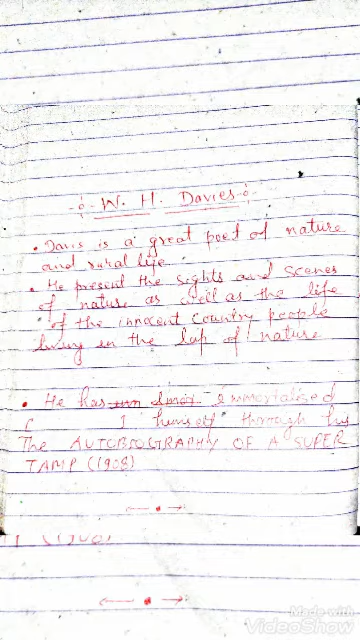 W. H. Davies
• Davis is a great poet of nature
and rural life.
• He present the sights and scenes
of nature as well as the life
of the innocent country people
living in the lap of nature
• He has immortalised
himself through his
The AUTOBIOGRAPHY OF A SUPER
TAMP (1908)
Made with
VideoShow